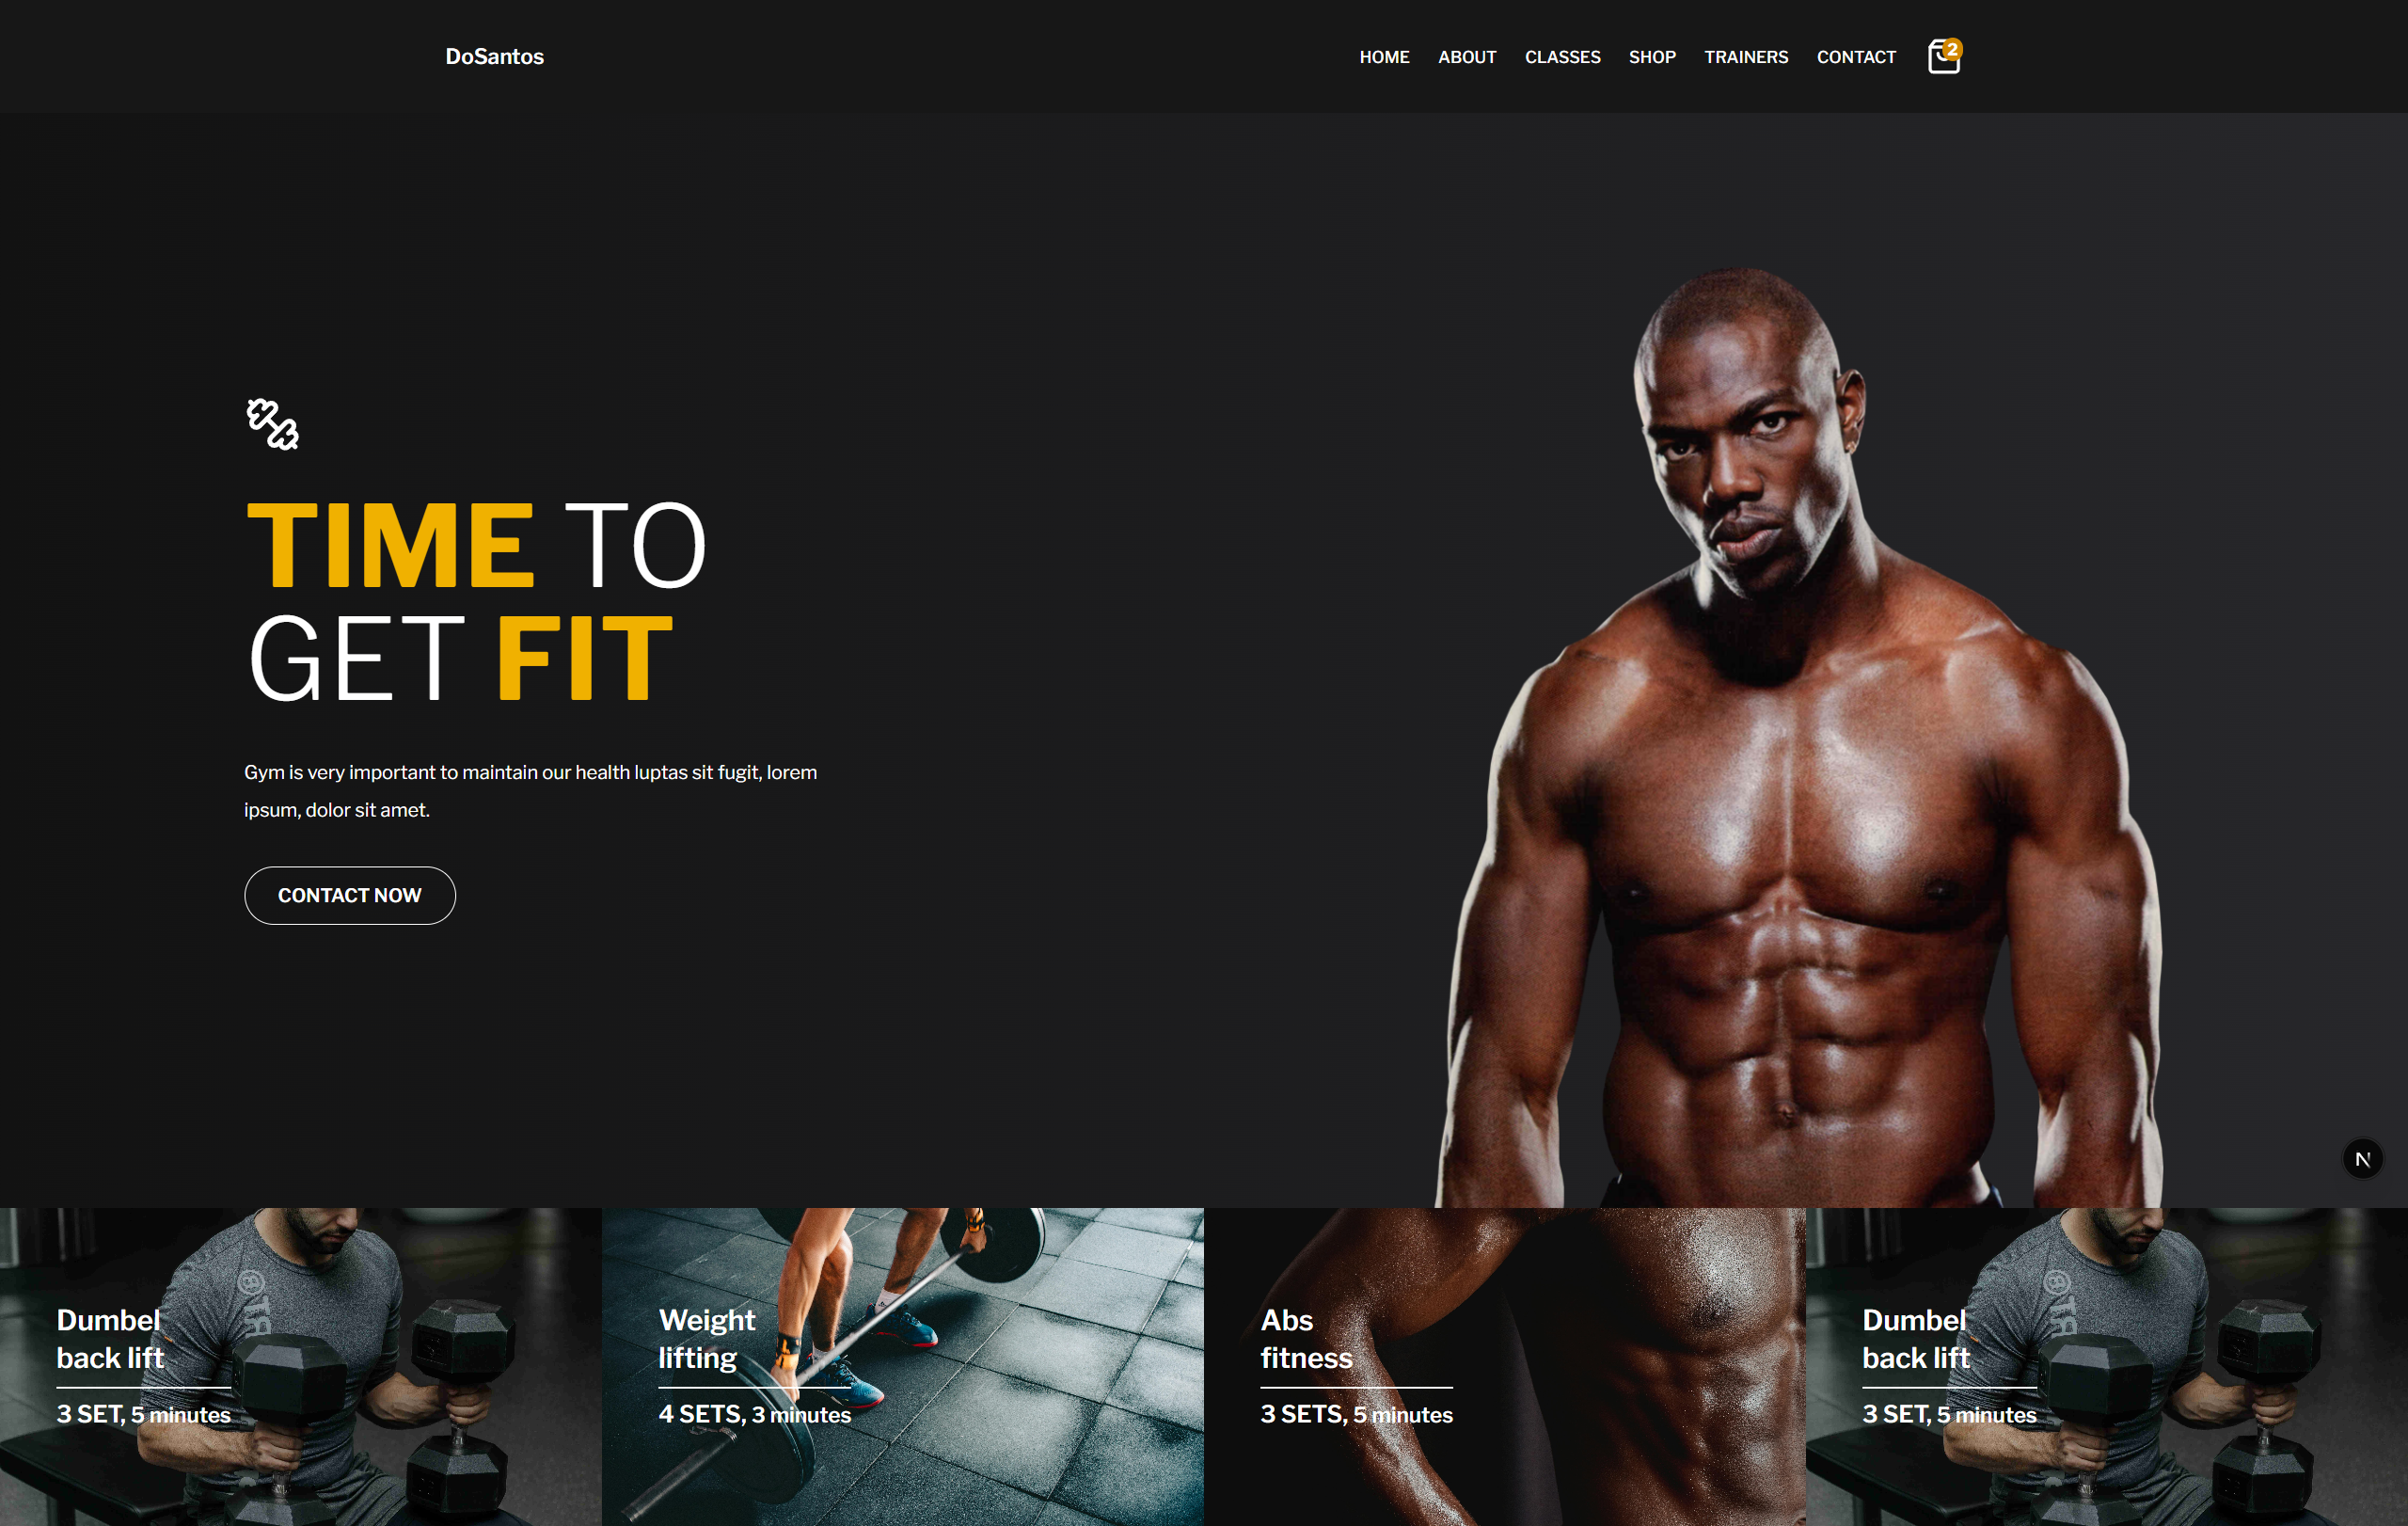 DoSantos
HOME ABOUT CLASSES SHOP TRAINERS CONTACT 2
TIME TO
GET FIT
Gym is very important to maintain our health luptas sit fugit, lorem
ipsum, dolor sit amet.
CONTACT NOW
N
Dumbel
back lift
3 SET, 5 minutes
Weight
lifting
4 SETS, 3 minutes
Abs
fitness
3 SETS, 5 minutes
Dumbel
back lift
3 SET, 5 minutes